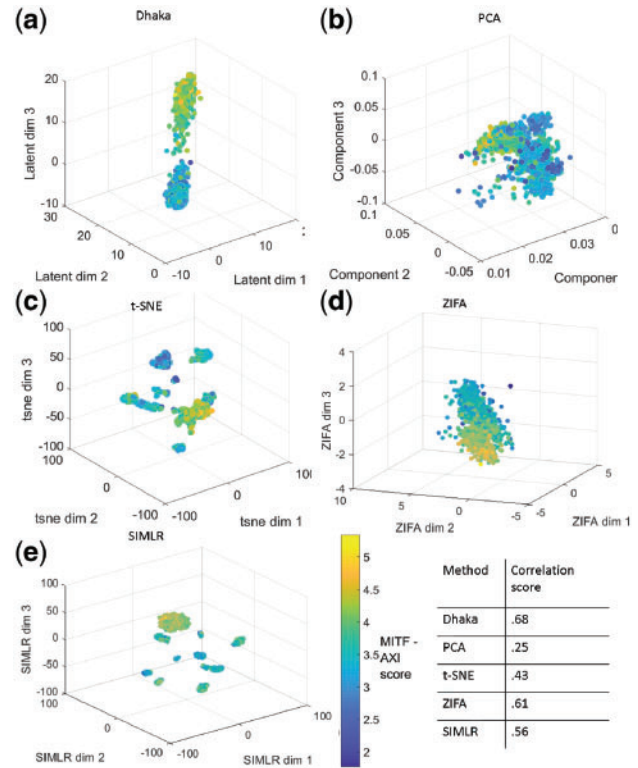 (a)
Dhaka
Latent dim 3
20
10
0
-10
30
20
10
0
Latent dim 2
-10
0
10
Latent dim 1
(b)
PCA
Component 3
0.1
0.05
0
-0.05
-0.1
0.1
0.05
0
-0.05
Component 2
0.01
0.02
0.03
Componer
(c)
t-SNE
tsne dim 3
100
50
0
-50
-100
100
0
-100
tsne dim 2
-100
0
tsne dim 1
(d)
ZIFA
ZIFA dim 3
4
2
0
-2
-4
10
5
0
-5
ZIFA dim 2
-5
0
5
ZIFA dim 1
(e)
SIMLR
SIMLR dim 3
100
50
0
-50
-100
100
0
-100
SIMLR dim 2
-100
0
100
SIMLR dim 1
5
4.5
4
3.5
3
2.5
2
MITF -
AXl
score
Method Correlation
score
Dhaka .68
PCA .25
t-SNE .43
ZIFA .61
SIMLR .56